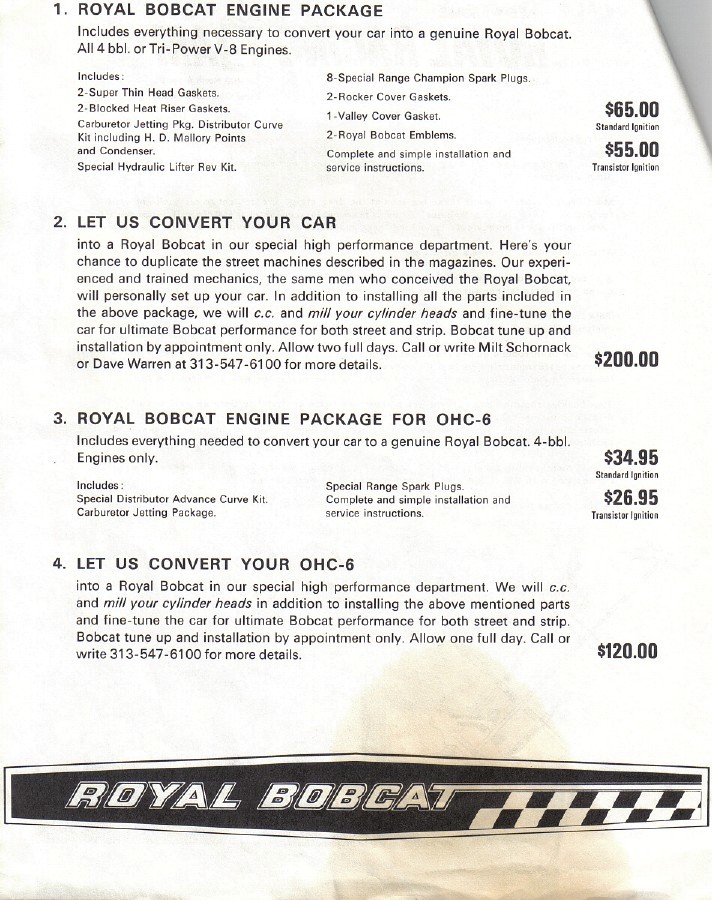 1. ROYAL BOBCAT ENGINE PACKAGE
Includes everything necessary to convert your car into a genuine Royal Bobcat.
All 4 bbl. or Tri-Power V-8 Engines.
Includes:
2-Super Thin Head Gaskets.
2-Blocked Heat Riser Gaskets.
Carburetor Jetting Pkg. Distributor Curve
Kit including H. D. Mallory Points
and Condenser.
Special Hydraulic Lifter Rev Kit.
8-Special Range Champion Spark Plugs.
2-Rocker Cover Gaskets.
1-Valley Cover Gasket.
2-Royal Bobcat Emblems.
Complete and simple installation and
service instructions.
$65.00
Standard Ignition
$55.00
Transistor Ignition
2. LET US CONVERT YOUR CAR
into a Royal Bobcat in our special high performance department. Here's your
chance to duplicate the street machines described in the magazines. Our experi-
enced and trained mechanics, the same men who conceived the Royal Bobcat,
will personally set up your car. In addition to installing all the parts included in
the above package, we will c.c. and mill your cylinder heads and fine-tune the
car for ultimate Bobcat performance for both street and strip. Bobcat tune up and
installation by appointment only. Allow two full days. Call or write Milt Schornack
or Dave Warren at 313-547-6100 for more details.
$200.00
3. ROYAL BOBCAT ENGINE PACKAGE FOR OHC-6
Includes everything needed to convert your car to a genuine Royal Bobcat. 4-bbl.
Engines only.
Includes:
Special Distributor Advance Curve Kit.
Carburetor Jetting Package.
Special Range Spark Plugs.
Complete and simple installation and
service instructions.
$34.95
Standard Ignition
$26.95
Transistor Ignition
4. LET US CONVERT YOUR OHC-6
into a Royal Bobcat in our special high performance department. We will c.c.
and mill your cylinder heads in addition to installing the above mentioned parts
and fine-tune the car for ultimate Bobcat performance for both street and strip.
Bobcat tune up and installation by appointment only. Allow one full day. Call or
write 313-547-6100 for more details.
$120.00
ROYAL BOBCAT